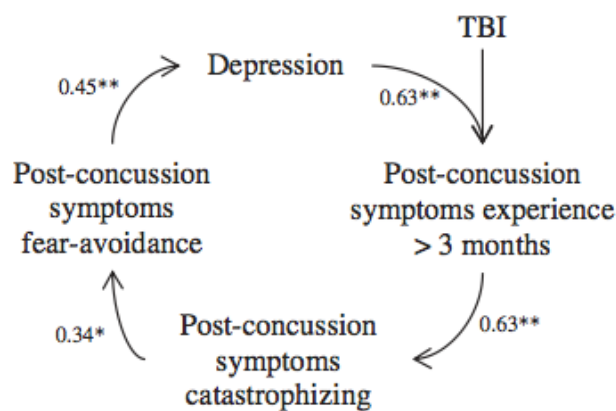 TBI
Depression
0.45**
0.63**
Post-concussion
symptoms
fear-avoidance
Post-concussion
symptoms experience
> 3 months
0.34*
0.63**
Post-concussion
symptoms
catastrophizing